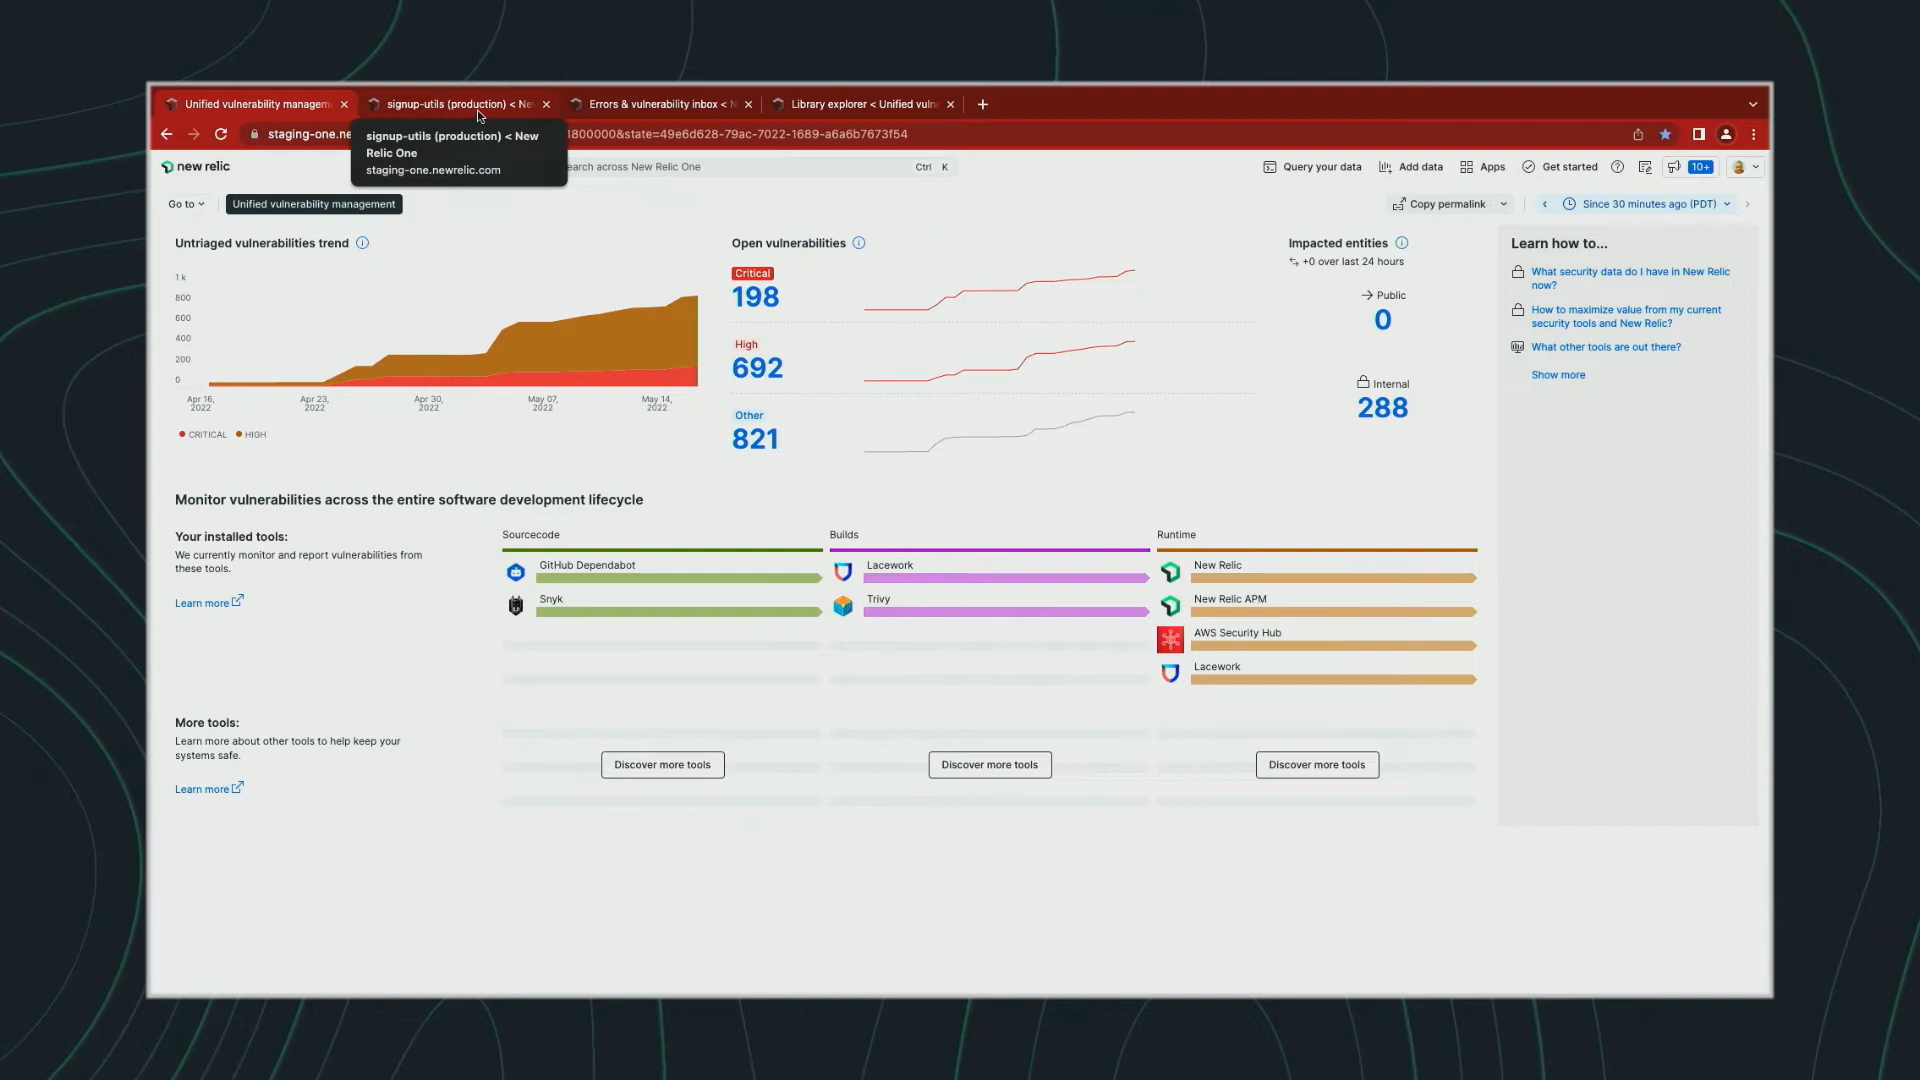 Unified vulnerability managem
signup-utils (production) < Ne
Errors & vulnerability inbox < N
Library explorer < Unified vuln
staging-one.ne
1800000&state=49e6d628-79ac-7022-1689-a6a6b7673f54
signup-utils (production) < New
Relic One
staging-one.newrelic.com
new relic
earch across New Relic One
Ctrl K
Query your data
Add data
Apps
Get started
10+
Go to
Unified vulnerability management
Copy permalink
Since 30 minutes ago (PDT)
Untriaged vulnerabilities trend
1 k
800
600
400
200
0
Apr 16,
2022
Apr 23,
2022
Apr 30,
2022
May 07,
2022
May 14,
2022
CRITICAL HIGH
Open vulnerabilities
Critical
198
High
692
Other
821
Impacted entities
+0 over last 24 hours
Public
0
Internal
288
Learn how to...
What security data do I have in New Relic
now?
How to maximize value from my current
security tools and New Relic?
What other tools are out there?
Show more
Monitor vulnerabilities across the entire software development lifecycle
Your installed tools:
We currently monitor and report vulnerabilities from
these tools.
Learn more
Sourcecode
GitHub Dependabot
Snyk
Builds
Lacework
Trivy
Runtime
New Relic
New Relic APM
AWS Security Hub
Lacework
More tools:
Learn more about other tools to help keep your
systems safe.
Learn more
Discover more tools
Discover more tools
Discover more tools